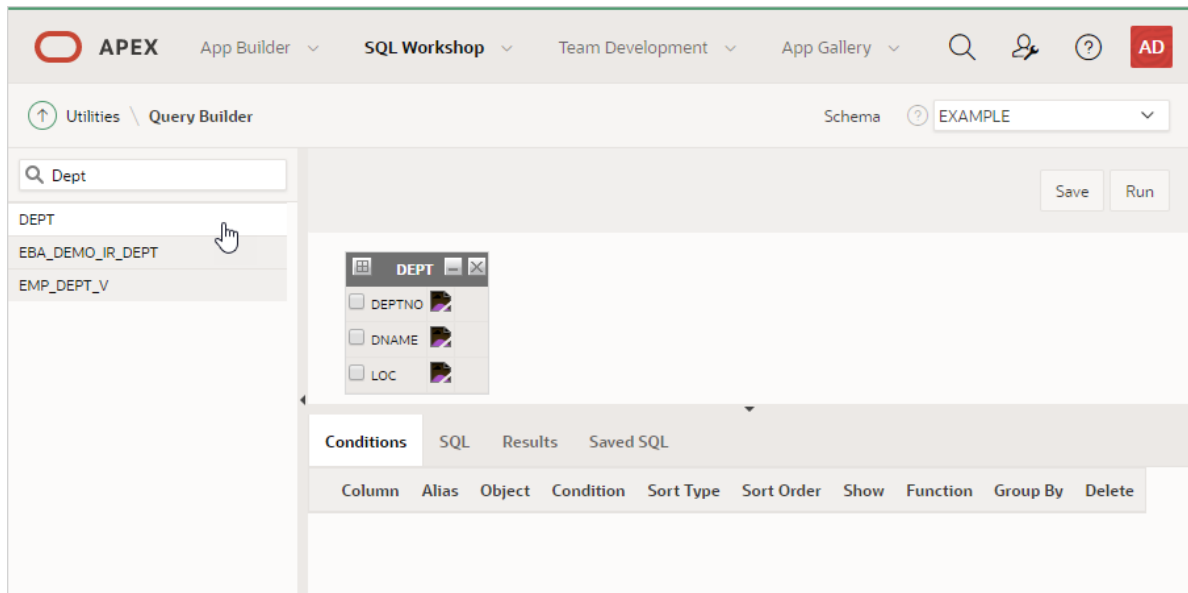 APEX App Builder SQL Workshop Team Development App Gallery ? AD
Utilities \ Query Builder Schema ? EXAMPLE
Dept
Save Run
DEPT
EBA_DEMO_IR_DEPT
EMP_DEPT_V
DEPT
DEPTNO
DNAME
LOC
Conditions SQL Results Saved SQL
Column Alias Object Condition Sort Type Sort Order Show Function Group By Delete